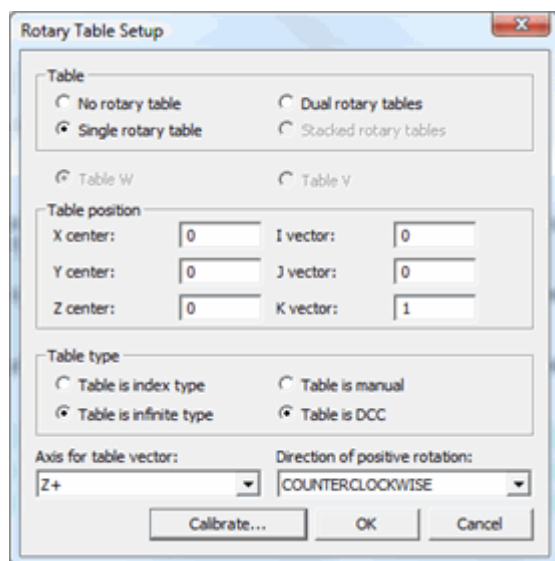 Rotary Table Setup
Table
No rotary table Dual rotary tables
Single rotary table Stacked rotary tables
Table W Table V
Table position
X center: 0 I vector: 0
Y center: 0 J vector: 0
Z center: 0 K vector: 1
Table type
Table is index type Table is manual
Table is infinite type Table is DCC
Axis for table vector: Direction of positive rotation:
Z+ COUNTERCLOCKWISE
Calibrate... OK Cancel